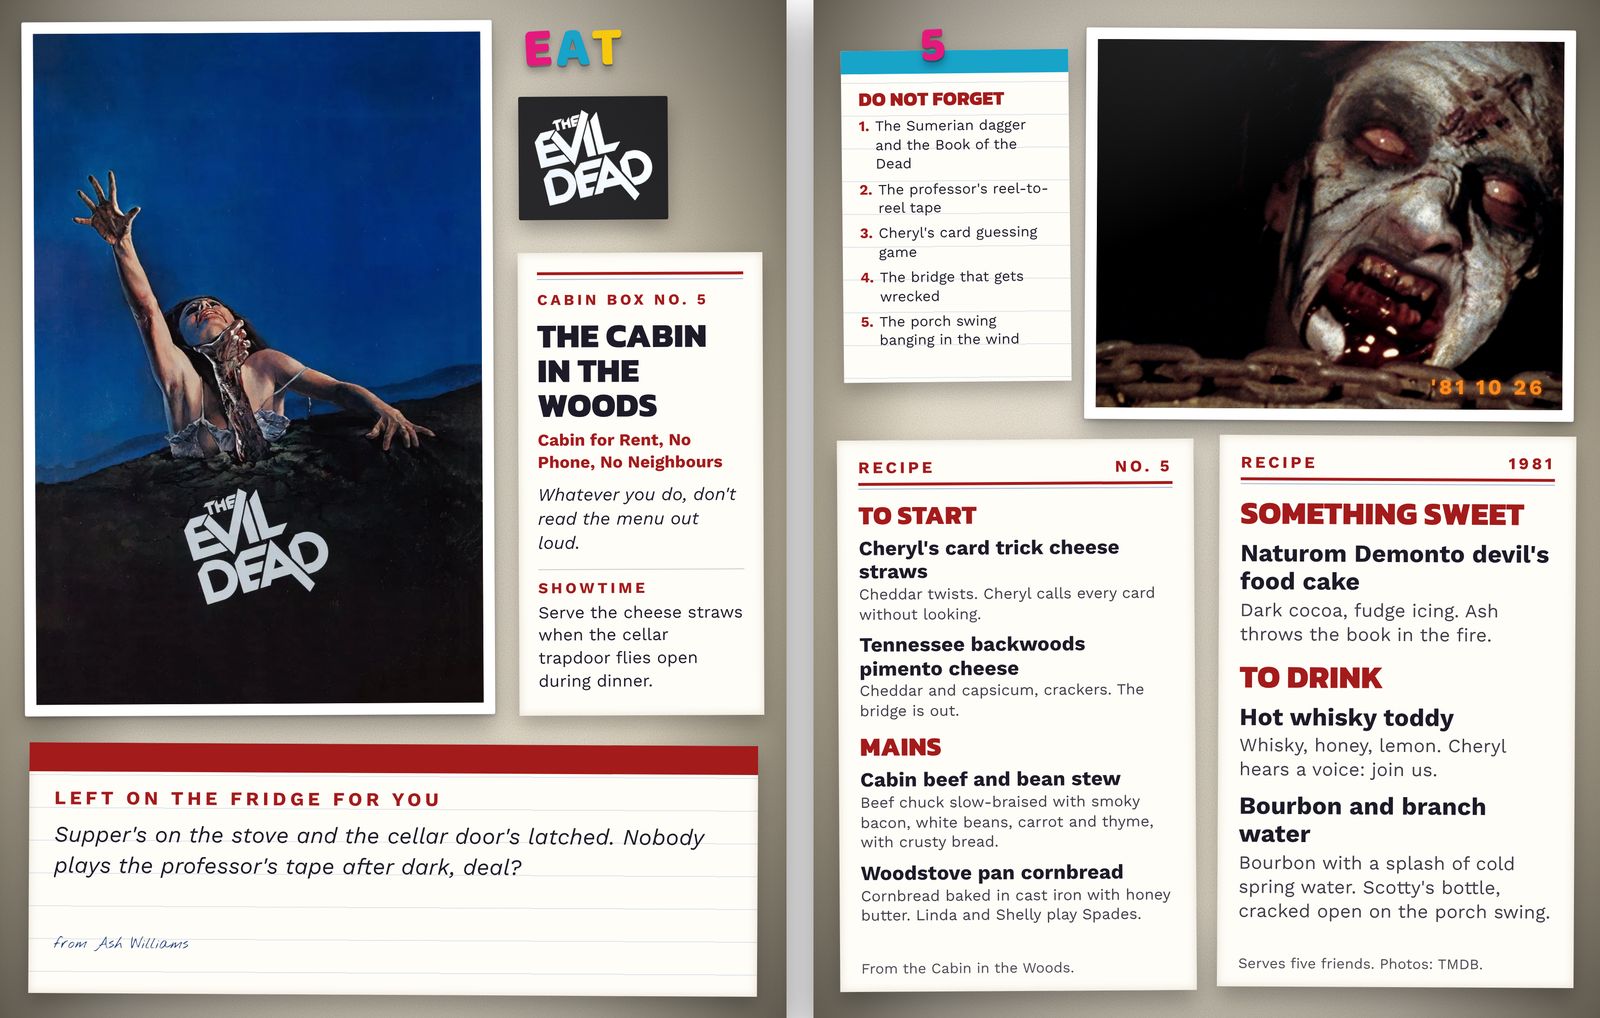 THE
EVIL
DEAD
EAT
THE
EVIL
DEAD
CABIN BOX NO. 5
THE CABIN
IN THE
WOODS
Cabin for Rent, No
Phone, No Neighbours
Whatever you do, don't
read the menu out
loud.
SHOWTIME
Serve the cheese straws
when the cellar
trapdoor flies open
during dinner.
LEFT ON THE FRIDGE FOR YOU
Supper's on the stove and the cellar door's latched. Nobody
plays the professor's tape after dark, deal?
from Ash Williams
5
DO NOT FORGET
1. The Sumerian dagger
and the Book of the
Dead
2. The professor's reel-to-
reel tape
3. Cheryl's card guessing
game
4. The bridge that gets
wrecked
5. The porch swing
banging in the wind
'81 10 26
RECIPE NO. 5
TO START
Cheryl's card trick cheese
straws
Cheddar twists. Cheryl calls every card
without looking.
Tennessee backwoods
pimento cheese
Cheddar and capsicum, crackers. The
bridge is out.
MAINS
Cabin beef and bean stew
Beef chuck slow-braised with smoky
bacon, white beans, carrot and thyme,
with crusty bread.
Woodstove pan cornbread
Cornbread baked in cast iron with honey
butter. Linda and Shelly play Spades.
From the Cabin in the Woods.
RECIPE 1981
SOMETHING SWEET
Naturom Demonto devil's
food cake
Dark cocoa, fudge icing. Ash
throws the book in the fire.
TO DRINK
Hot whisky toddy
Whisky, honey, lemon. Cheryl
hears a voice: join us.
Bourbon and branch
water
Bourbon with a splash of cold
spring water. Scotty's bottle,
cracked open on the porch swing.
Serves five friends. Photos: TMDB.